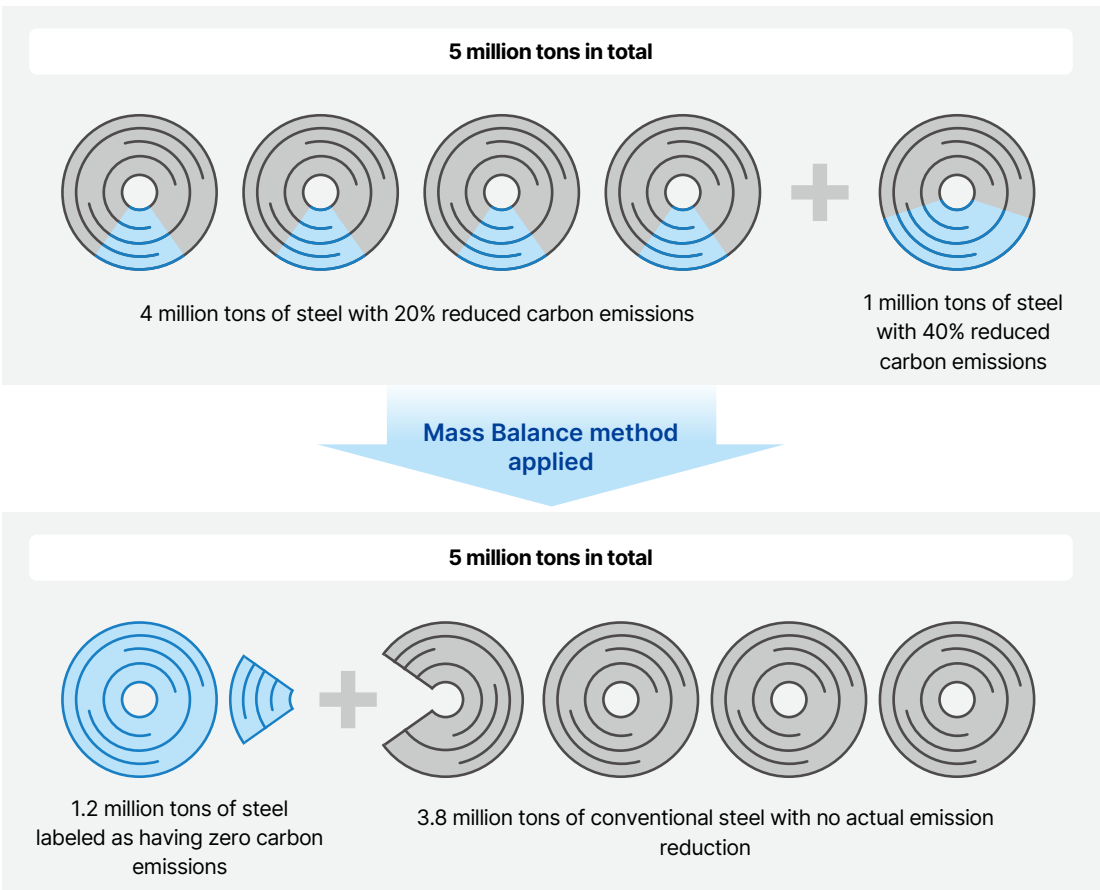 5 million tons in total
4 million tons of steel with 20% reduced carbon emissions
1 million tons of steel
with 40% reduced
carbon emissions
Mass Balance method
applied
5 million tons in total
1.2 million tons of steel
labeled as having zero carbon
emissions
3.8 million tons of conventional steel with no actual emission
reduction